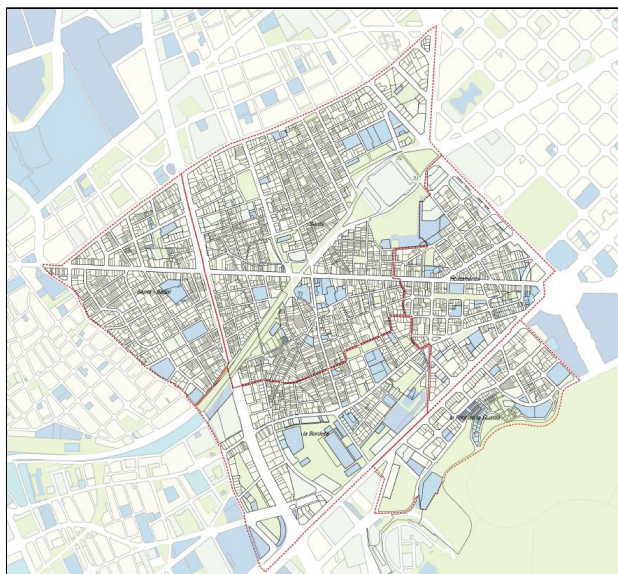 Sants
Sants - Badal
Hostafrancs
la Bordeta
la Font de la Guatlla